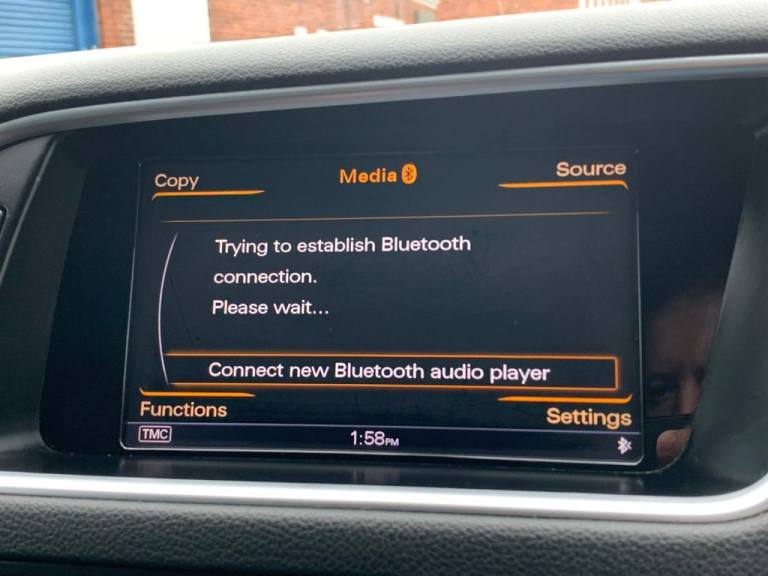 Copy
Media
Source
Trying to establish Bluetooth
connection.
Please wait...
Connect new Bluetooth audio player
Functions
Settings
TMC
1:58PM